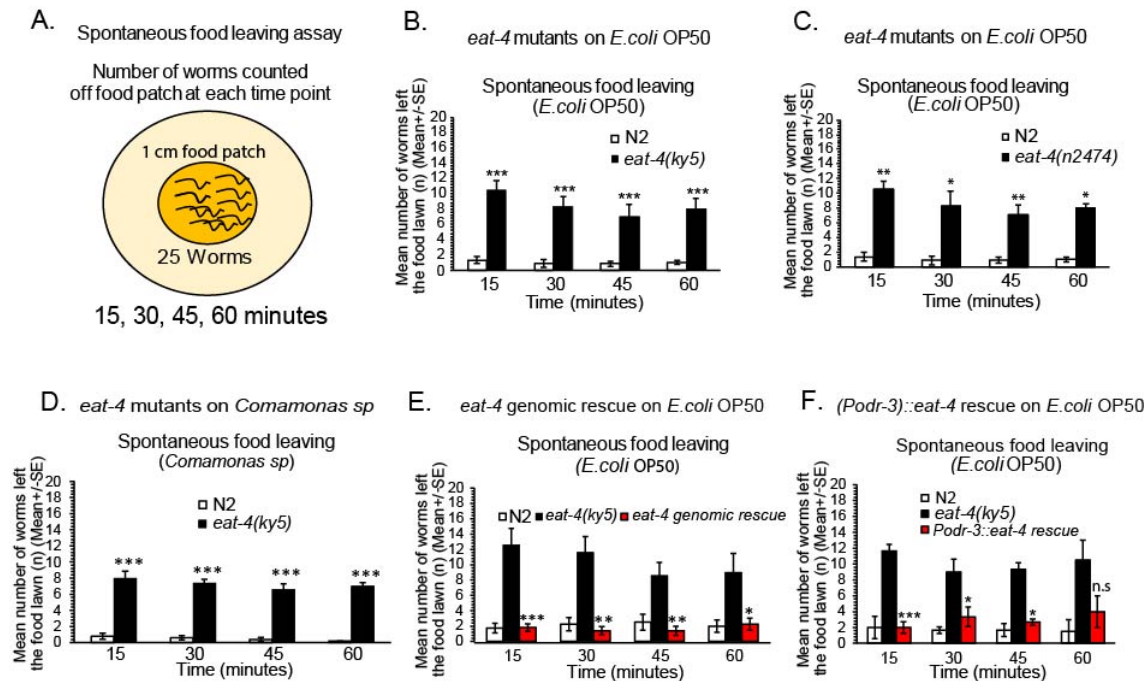 A.
Spontaneous food leaving assay
Number of worms counted
off food patch at each time point
1 cm food patch
25 Worms
15, 30, 45, 60 minutes
B.
eat-4 mutants on E.coli OP50
Spontaneous food leaving
(E.coli OP50)
Mean number of worms left
the food lawn (n) (Mean+/-SE)
20
18
16
14
12
10
8
6
4
2
0
N2
eat-4(ky5)
*** *** *** ***
15 30 45 60
Time (minutes)
C.
eat-4 mutants on E.coli OP50
Spontaneous food leaving
(E.coli OP50)
Mean number of worms left
the food lawn (n) (Mean+/-SE)
20
18
16
14
12
10
8
6
4
2
0
N2
eat-4(n2474)
** * ** *
15 30 45 60
Time (minutes)
D.
eat-4 mutants on Comamonas sp
Spontaneous food leaving
(Comamonas sp)
Mean number of worms left
the food lawn (n) (Mean+/-SE)
20
18
16
14
12
10
8
6
4
2
0
N2
eat-4(ky5)
*** *** *** ***
15 30 45 60
Time (minutes)
E.
eat-4 genomic rescue on E.coli OP50
Spontaneous food leaving
(E.coli OP50)
Mean number of worms left
the food lawn (n) (Mean+/-SE)
20
18
16
14
12
10
8
6
4
2
0
N2 eat-4(ky5) eat-4 genomic rescue
*** ** ** *
15 30 45 60
Time (minutes)
F.
(Podr-3)::eat-4 rescue on E.coli OP50
Spontaneous food leaving
(E.coli OP50)
Mean number of worms left
the food lawn (n) (Mean+/-SE)
20
18
16
14
12
10
8
6
4
2
0
N2
eat-4(ky5)
Podr-3::eat-4 rescue
*** * * n.s
15 30 45 60
Time (minutes)